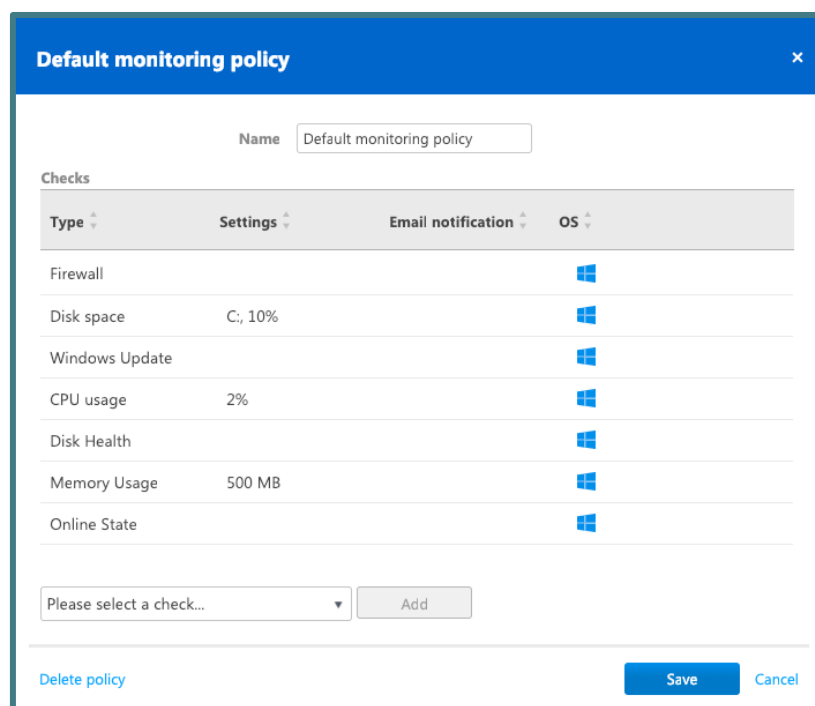 Default monitoring policy ×
Name Default monitoring policy
Checks
Type Settings Email notification OS
Firewall
Disk space C:, 10%
Windows Update
CPU usage 2%
Disk Health
Memory Usage 500 MB
Online State
Please select a check... Add
Delete policy Save Cancel